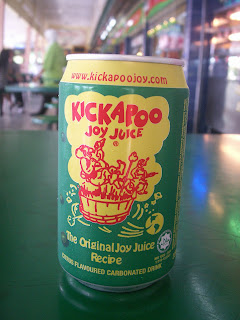 www.kickapoojoy.com
KICKAPOO
JOY JUICE
®
The Original Joy Juice
Recipe
CITRUS FLAVOURED CARBONATED DRINK